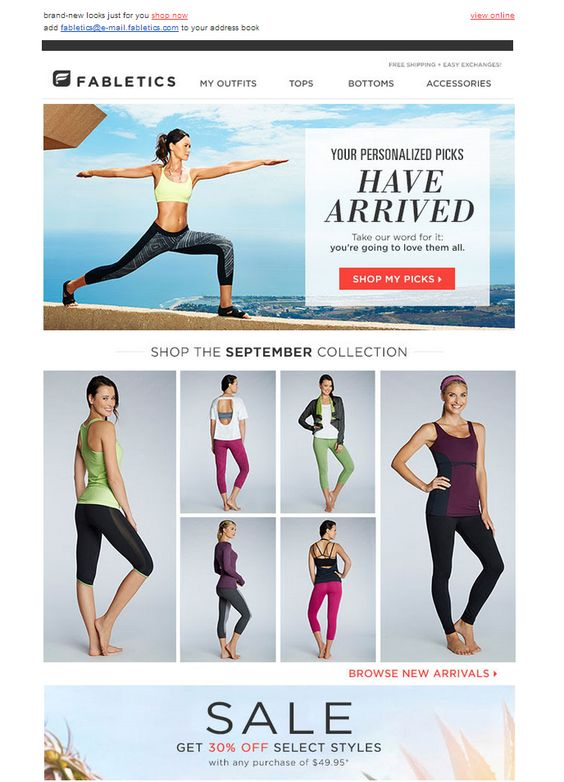 brand-new looks just for you shop now
view online
add fabletics@e-mail.fabletics.com to your address book
FREE SHIPPING + EASY EXCHANGES!
FABLETICS MY OUTFITS TOPS BOTTOMS ACCESSORIES
YOUR PERSONALIZED PICKS
HAVE
ARRIVED
Take our word for it:
you're going to love them all.
SHOP MY PICKS
SHOP THE SEPTEMBER COLLECTION
BROWSE NEW ARRIVALS
SALE
GET 30% OFF SELECT STYLES
with any purchase of $49.95*